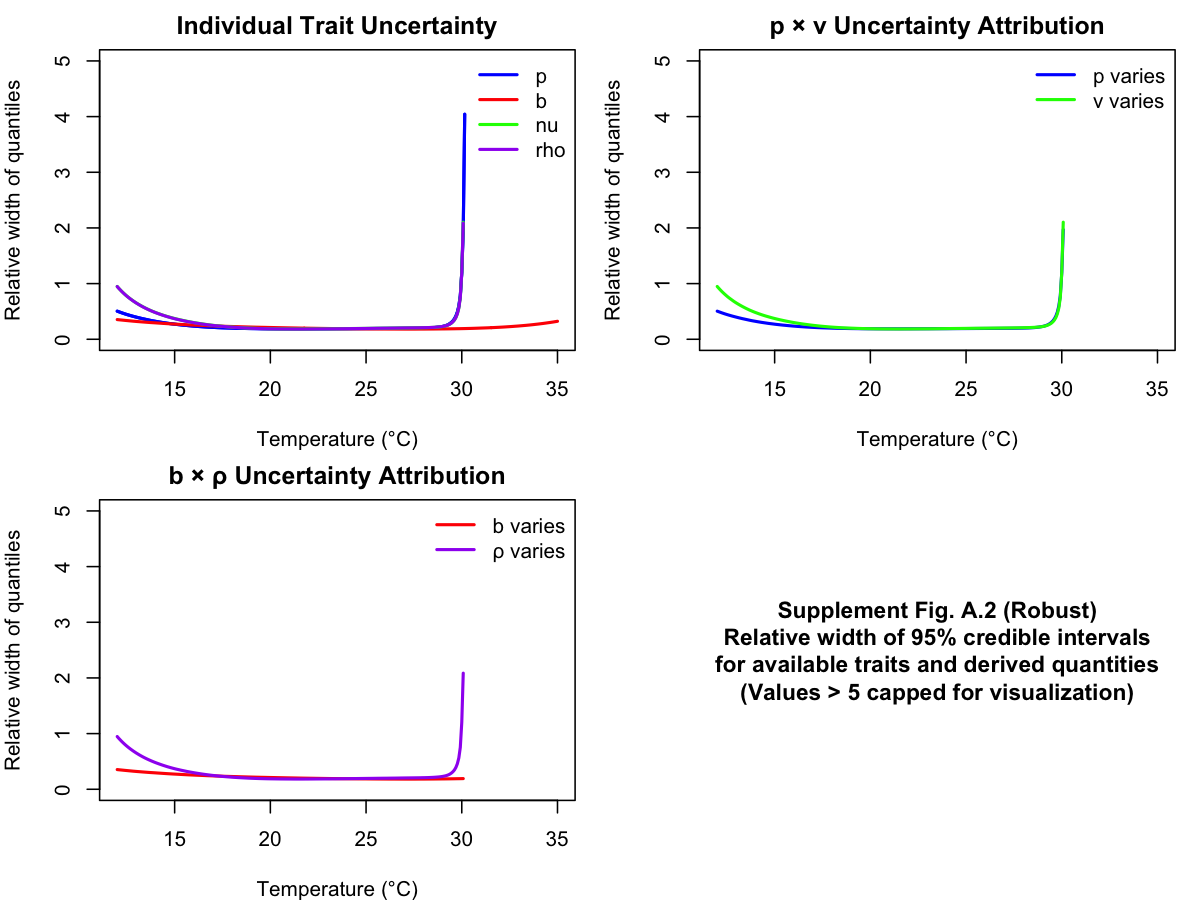 Individual Trait Uncertainty
Relative width of quantiles
5
4
3
2
1
0
p
b
nu
rho
15
20
25
30
35
Temperature (°C)
p × v Uncertainty Attribution
Relative width of quantiles
5
4
3
2
1
0
p varies
v varies
15
20
25
30
35
Temperature (°C)
b × ρ Uncertainty Attribution
Relative width of quantiles
5
4
3
2
1
0
b varies
ρ varies
15
20
25
30
35
Temperature (°C)
Supplement Fig. A.2 (Robust)
Relative width of 95% credible intervals
for available traits and derived quantities
(Values > 5 capped for visualization)